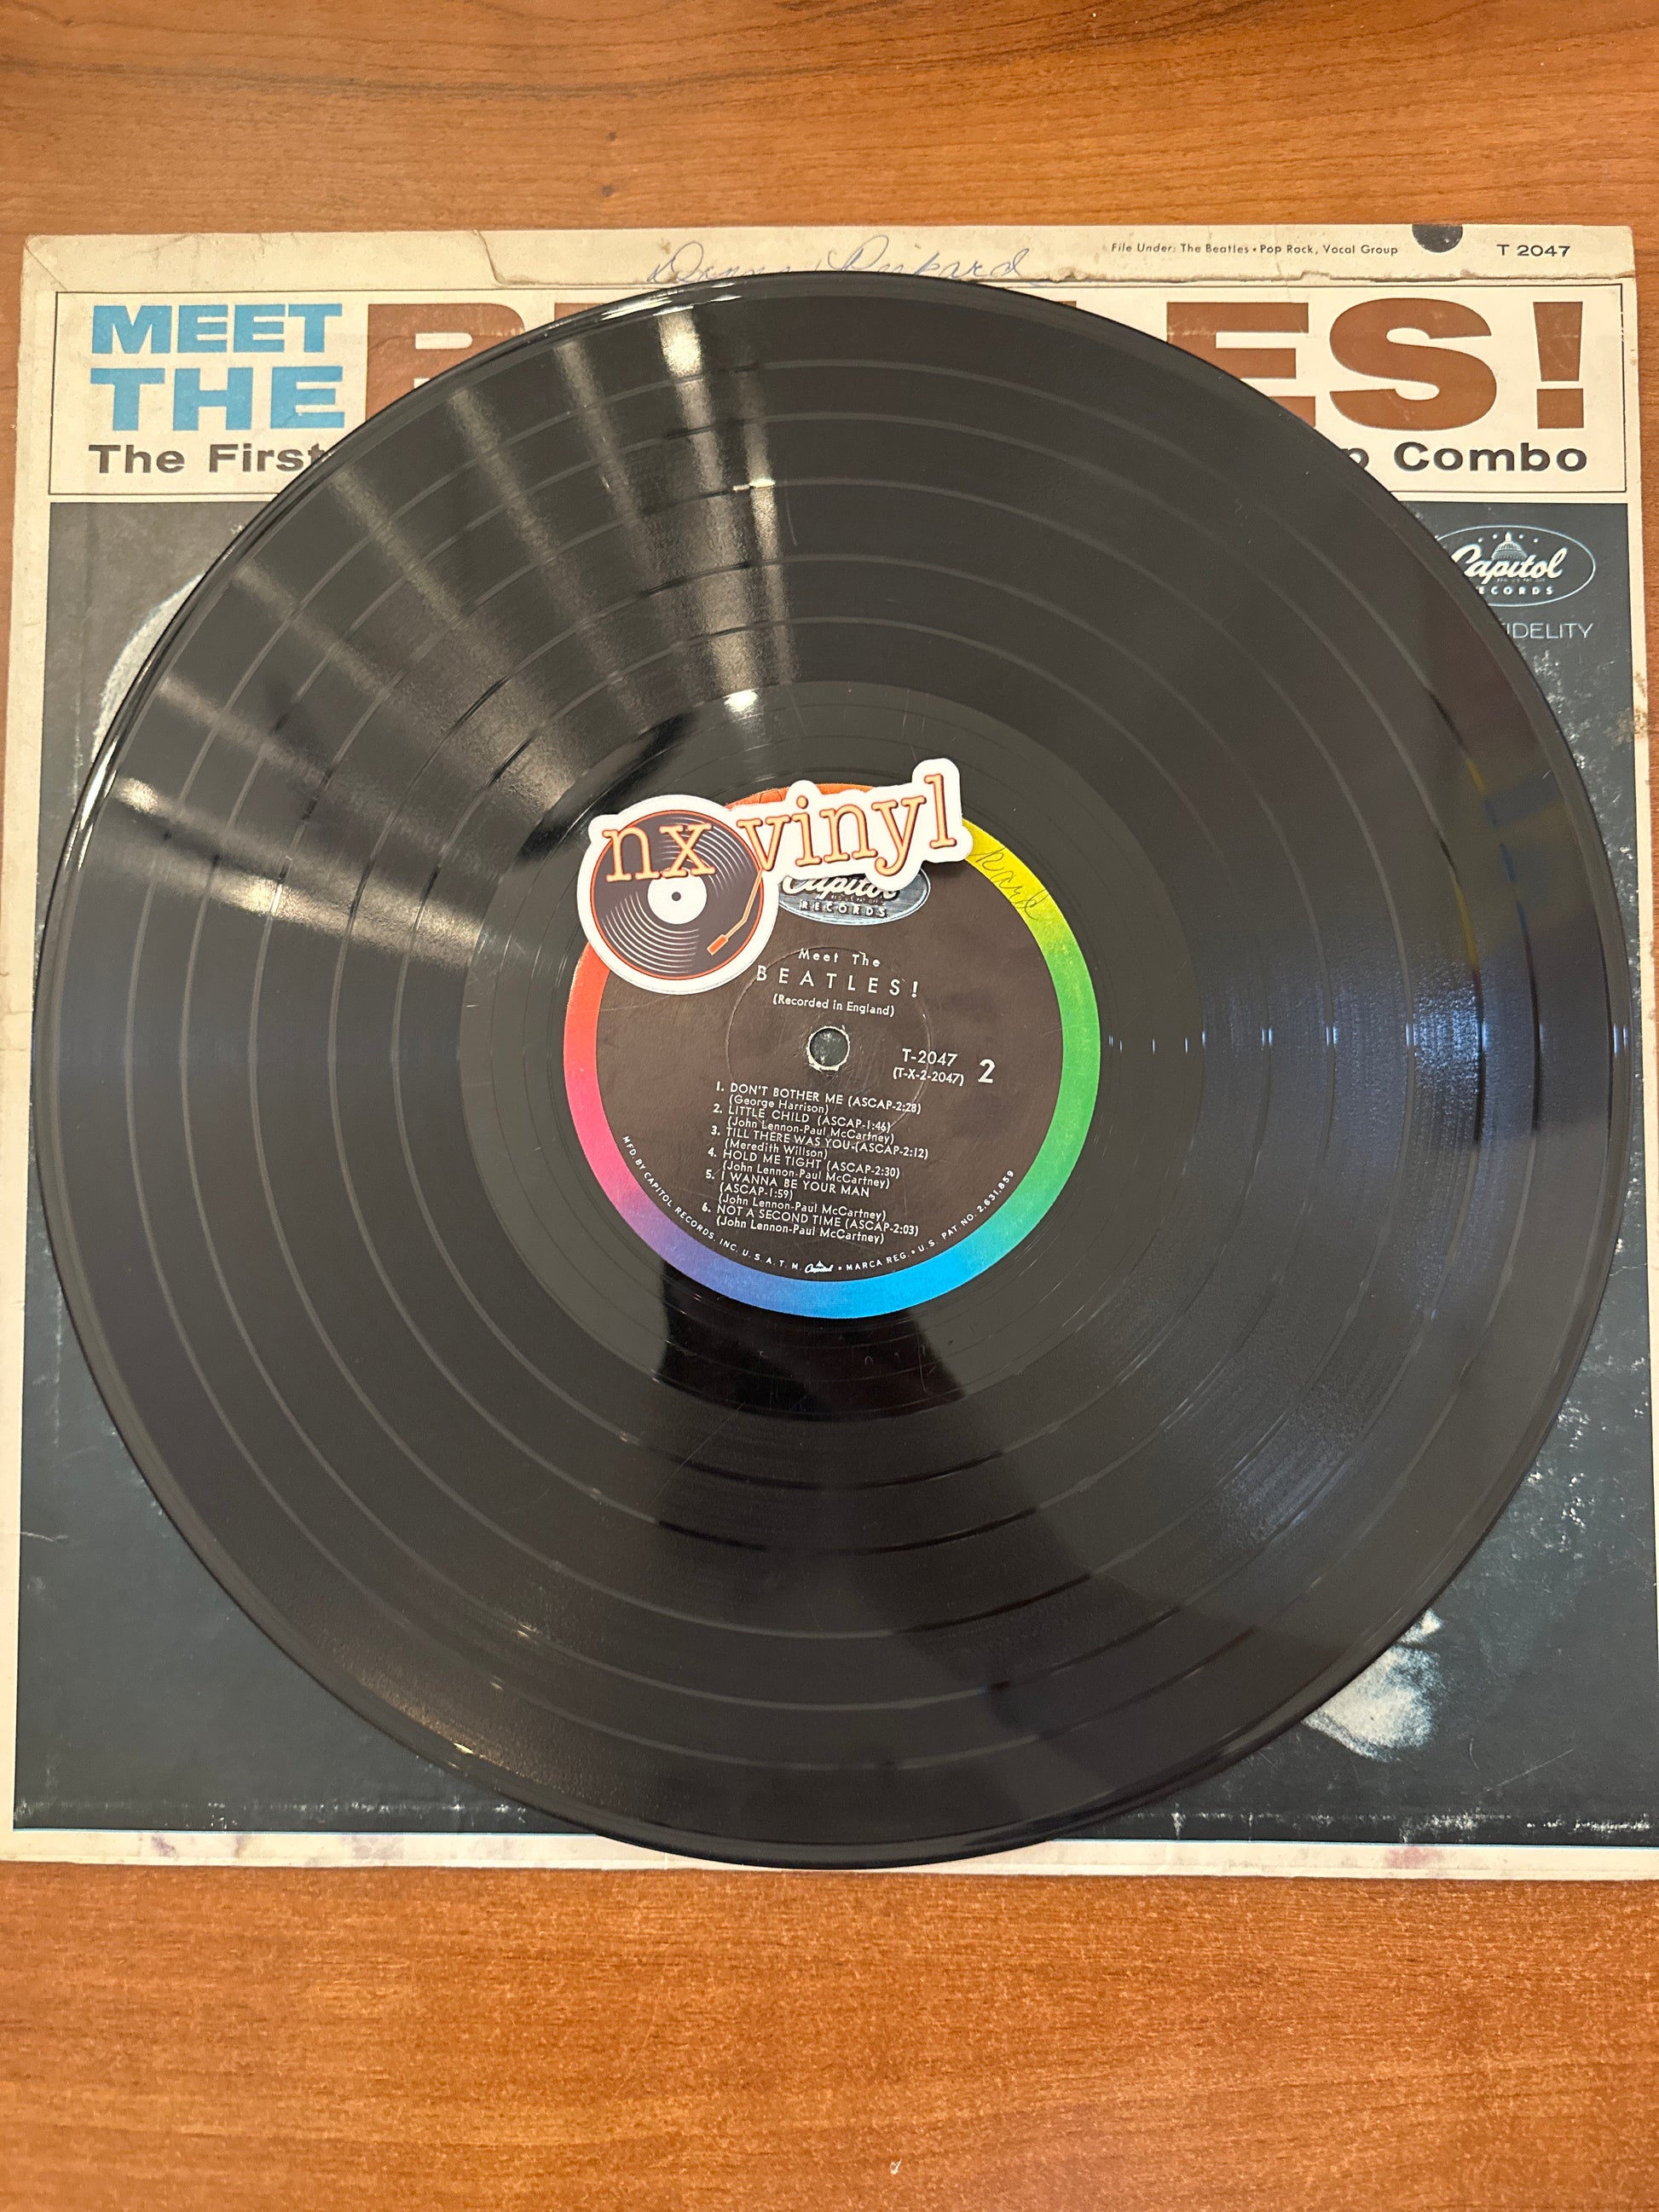 File Under: The Beatles • Pop Rock, Vocal Group
T 2047
MEET
THE
ES!
The First
Combo
Capitol
RECORDS
FIDELITY
nx vinyl
Capitol
RECORDS
Meet The
BEATLES!
(Recorded in England)
T-2047
(T-X-2-2047)
2
1. DON'T BOTHER ME (ASCAP-2:28)
(George Harrison)
2. LITTLE CHILD (ASCAP-1:46)
(John Lennon-Paul McCartney)
3. TILL THERE WAS YOU-(ASCAP-2:12)
(Meredith Willson)
4. HOLD ME TIGHT (ASCAP-2:30)
(John Lennon-Paul McCartney)
5. I WANNA BE YOUR MAN
(ASCAP-1:59)
(John Lennon-Paul McCartney)
6. NOT A SECOND TIME (ASCAP-2:03)
(John Lennon-Paul McCartney)
MFD. BY CAPITOL RECORDS, INC. U. S. A. T. M. Capitol • MARCA REG. • U. S. PAT NO. 2,631,859